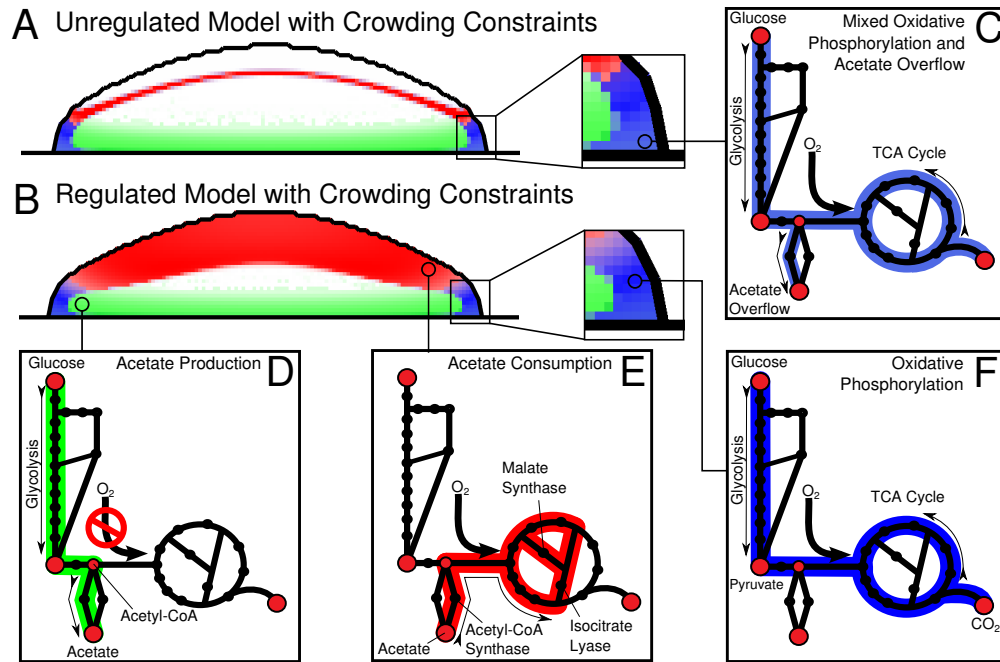 A Unregulated Model with Crowding Constraints
B Regulated Model with Crowding Constraints
C
Mixed Oxidative
Phosphorylation and
Acetate Overflow
Glucose
Glycolysis
O2
TCA Cycle
Acetate
Overflow
D
Acetate Production
Glucose
Glycolysis
O2
Acetyl-CoA
Acetate
E
Acetate Consumption
Malate
Synthase
O2
Acetyl-CoA
Synthase
Acetate
Isocitrate
Lyase
F
Oxidative
Phosphorylation
Glucose
Glycolysis
O2
TCA Cycle
Pyruvate
CO2